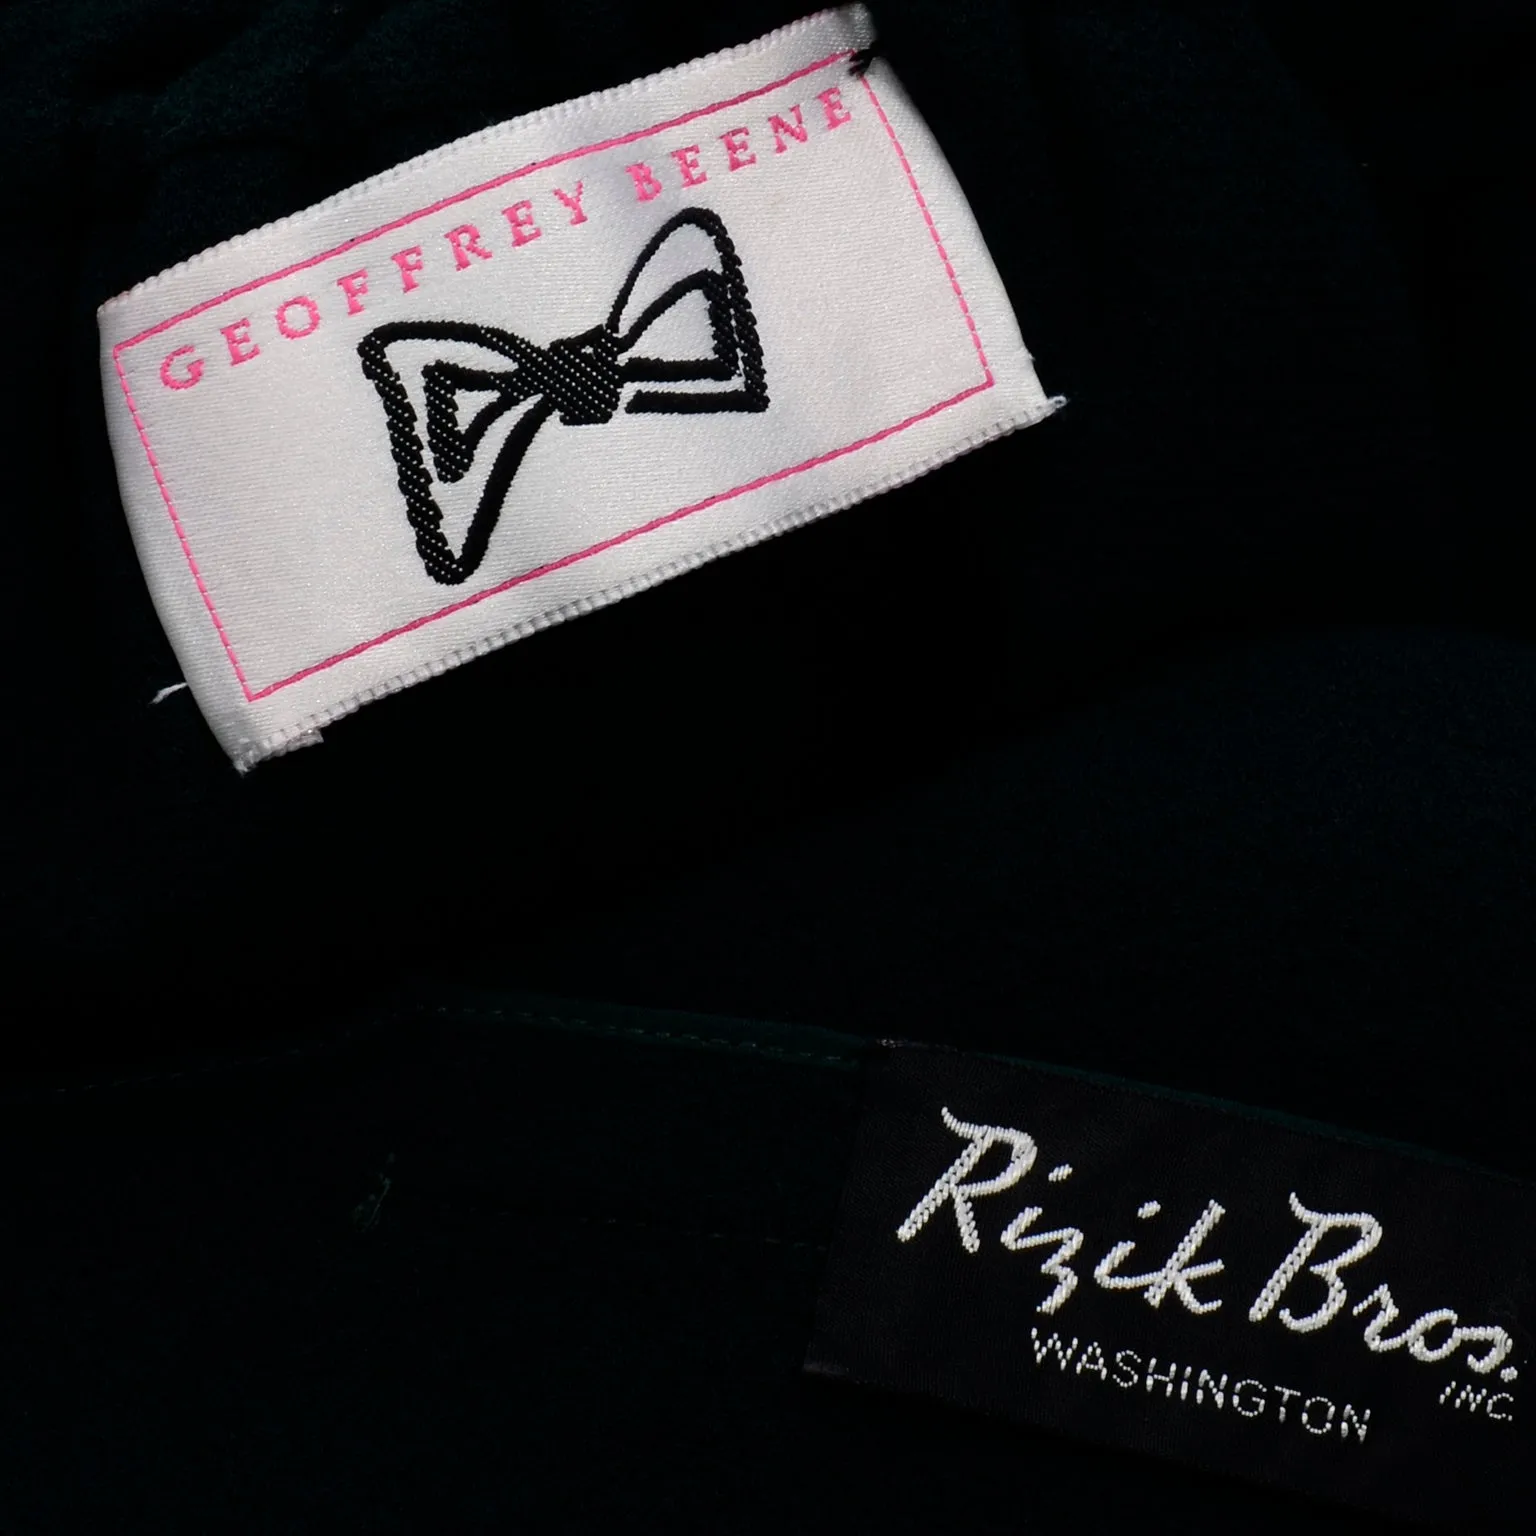 GEOFFREY BEENE
Rizik Bros.
INC.
WASHINGTON